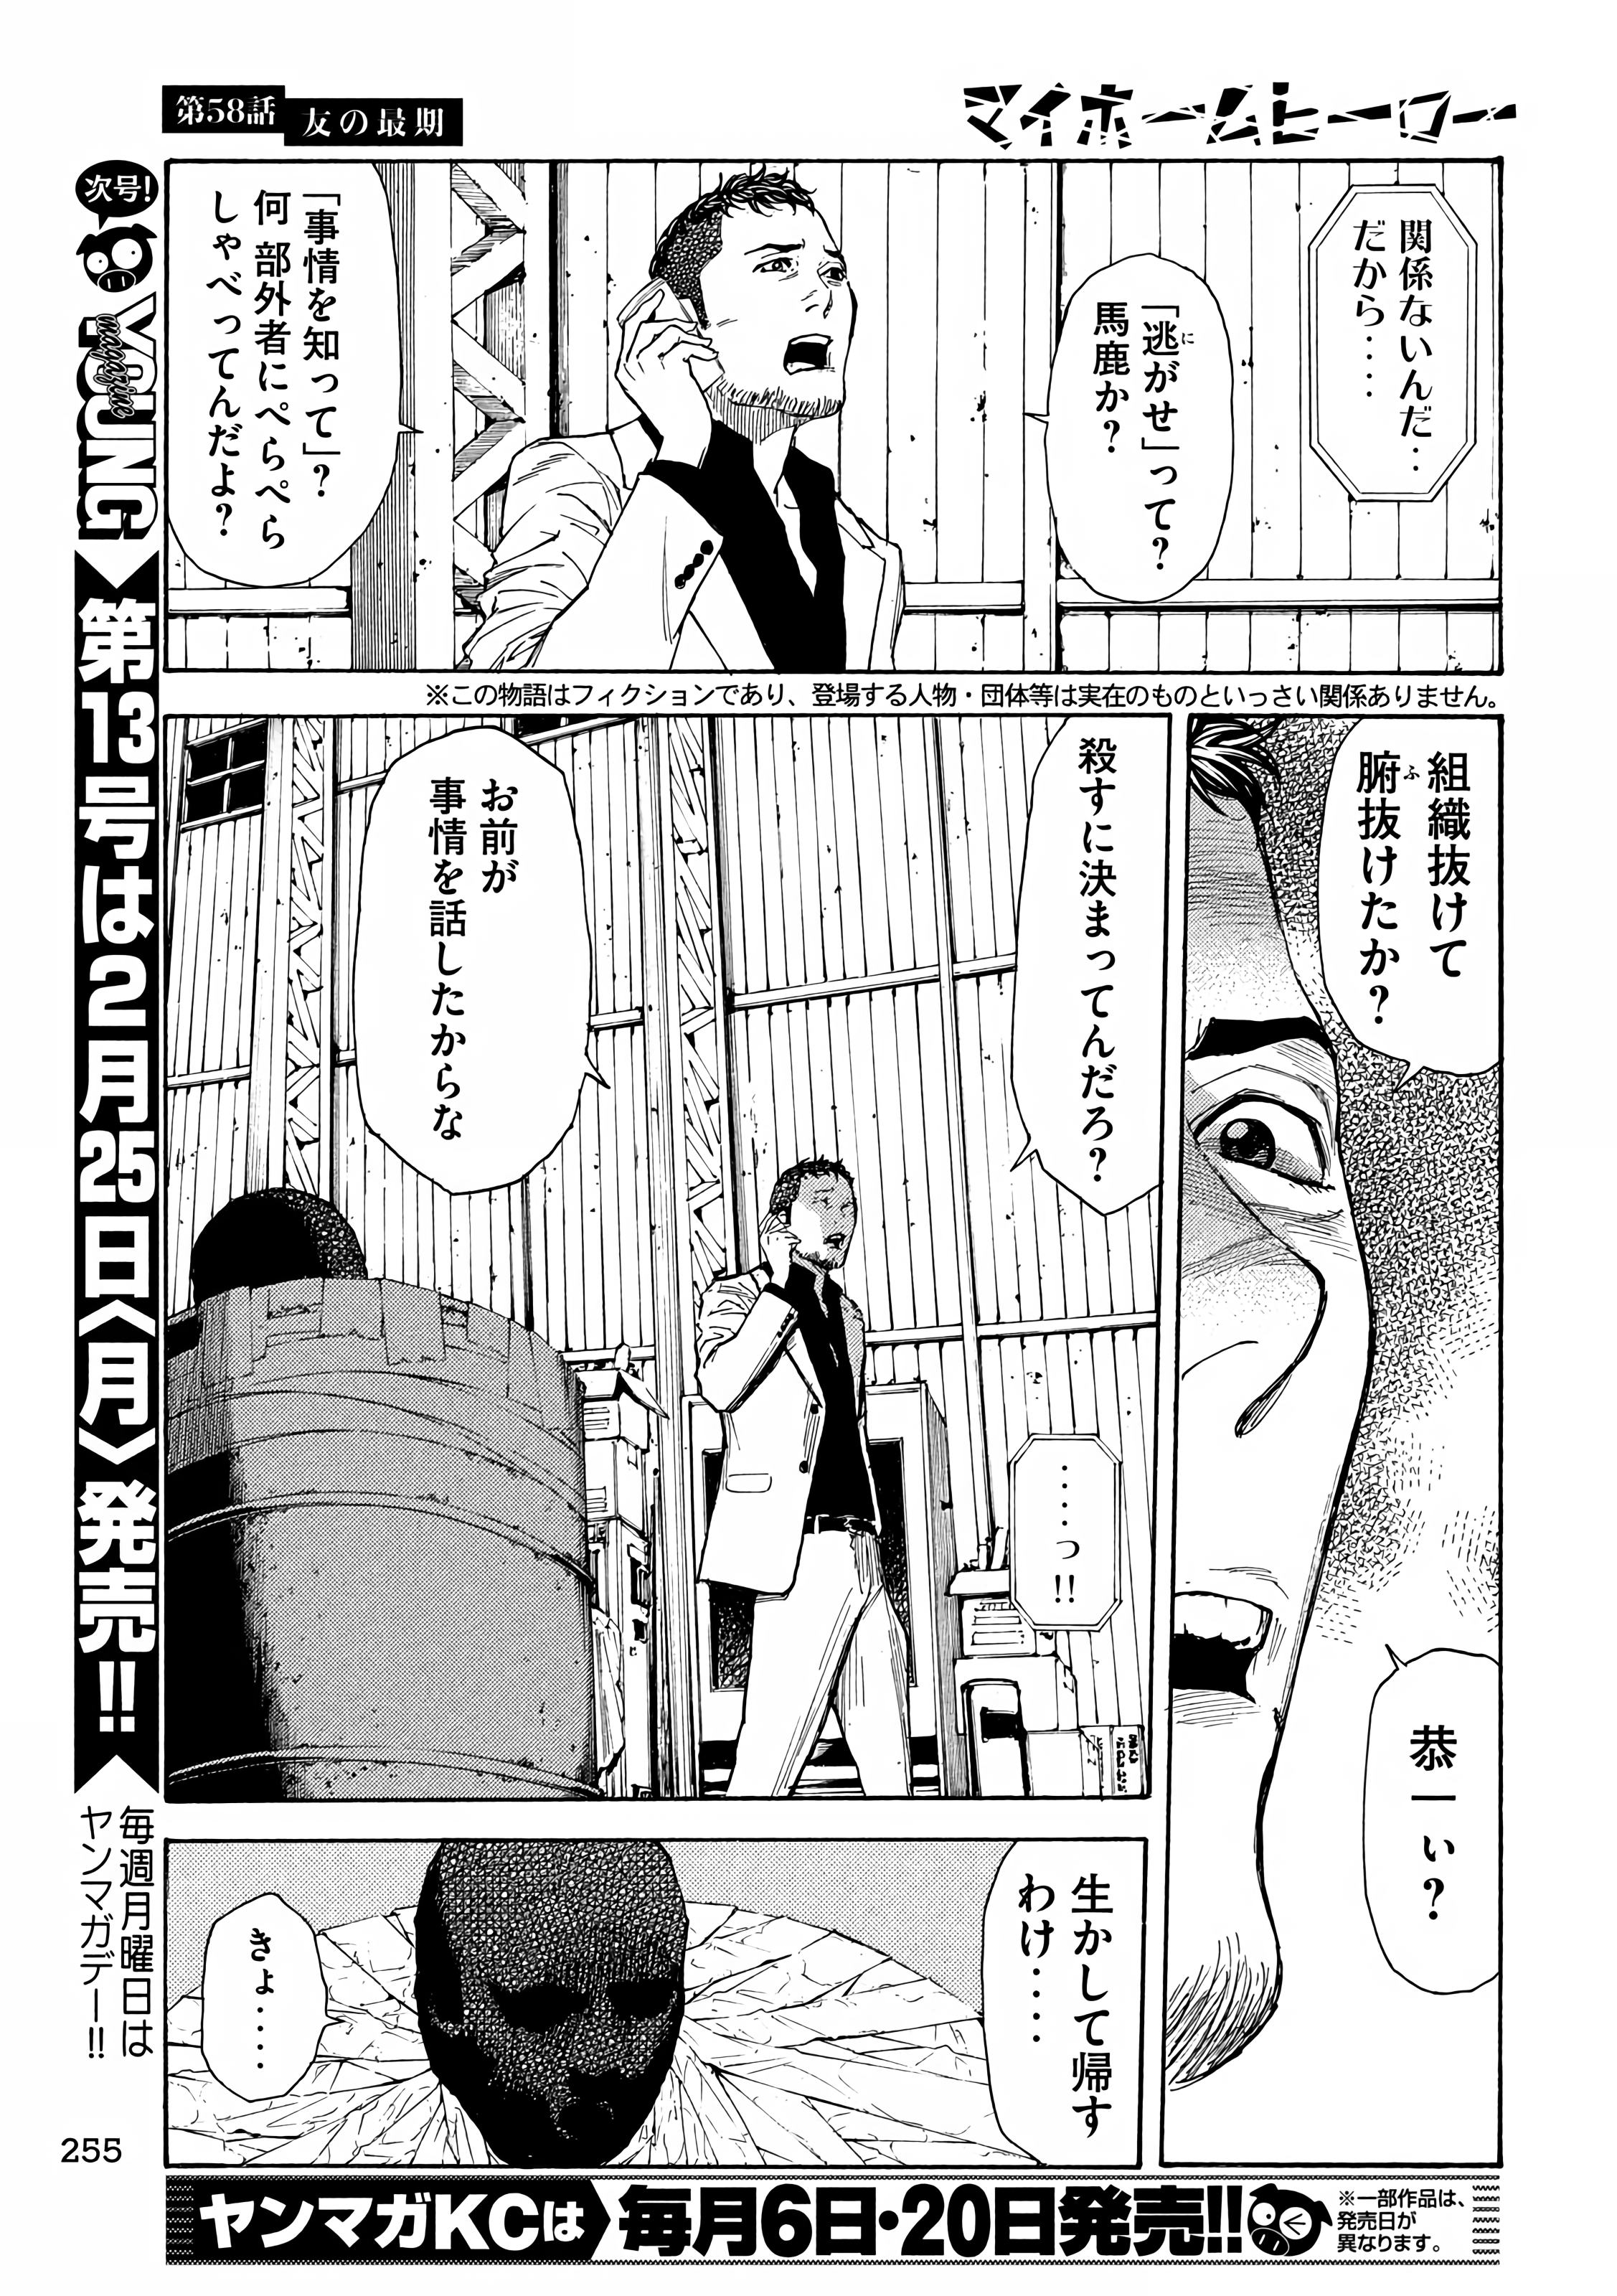 第58話
友の最期
マイホームヒーロー
関係ないんだ‥
だから‥‥
「逃がせ」って？
に
馬鹿か？
「事情を知って」？
何 部外者にぺらぺら
しゃべってんだよ？
※この物語はフィクションであり、登場する人物・団体等は実在のものといっさい関係ありません。
組織抜けて
腑抜けたか？
ふ
恭一ぃ？
殺すに決まってんだろ？
お前が
事情を話したからな
‥‥っ!!
生かして帰す
わけ‥‥
きょ‥‥
次号!
YOUNG
magazine
第13号は2月25日〈月〉発売!!
毎週月曜日は
ヤンマガデー!!
255
ヤンマガKCは
毎月6日・20日発売!!
※一部作品は、
発売日が
異なります。